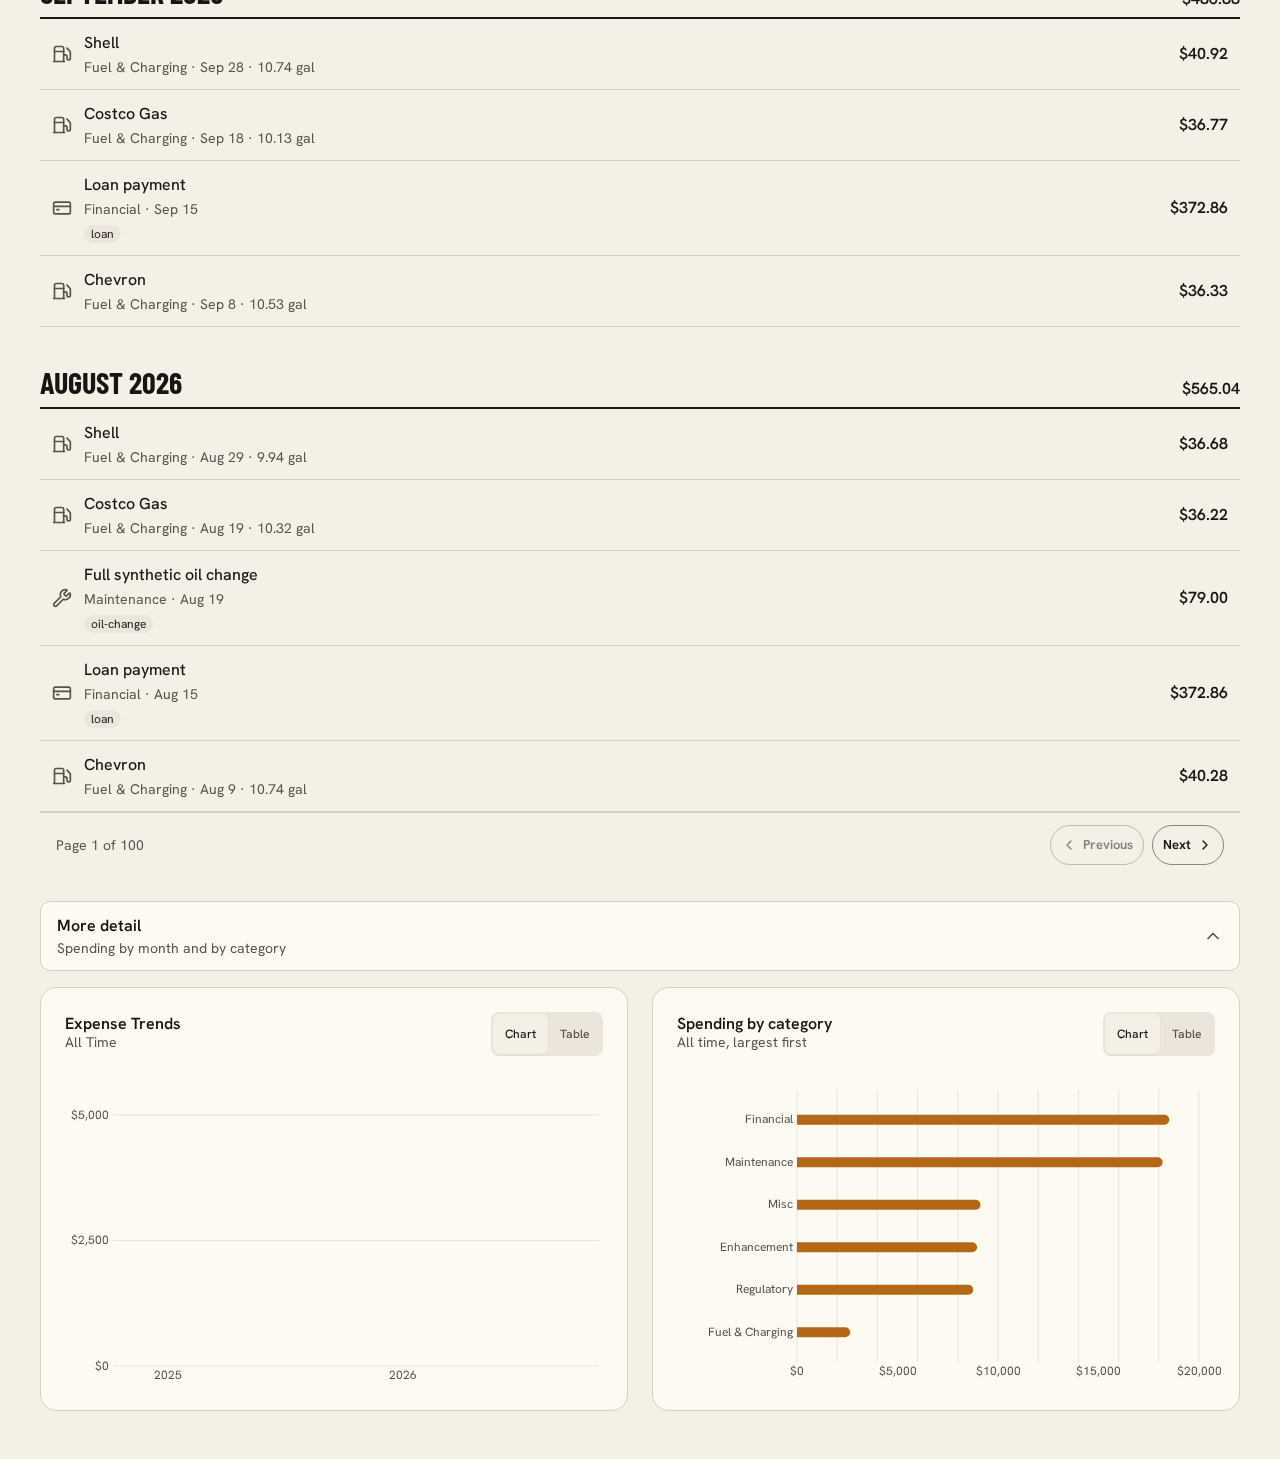 SEPTEMBER 2026
Shell
Fuel & Charging · Sep 28 · 10.74 gal
$40.92
Costco Gas
Fuel & Charging · Sep 18 · 10.13 gal
$36.77
Loan payment
Financial · Sep 15
loan
$372.86
Chevron
Fuel & Charging · Sep 8 · 10.53 gal
$36.33
AUGUST 2026
$565.04
Shell
Fuel & Charging · Aug 29 · 9.94 gal
$36.68
Costco Gas
Fuel & Charging · Aug 19 · 10.32 gal
$36.22
Full synthetic oil change
Maintenance · Aug 19
oil-change
$79.00
Loan payment
Financial · Aug 15
loan
$372.86
Chevron
Fuel & Charging · Aug 9 · 10.74 gal
$40.28
Page 1 of 100
Previous
Next
More detail
Spending by month and by category
Expense Trends
All Time
Chart
Table
$5,000
$2,500
$0
2025
2026
Spending by category
All time, largest first
Chart
Table
Financial
Maintenance
Misc
Enhancement
Regulatory
Fuel & Charging
$0
$5,000
$10,000
$15,000
$20,000